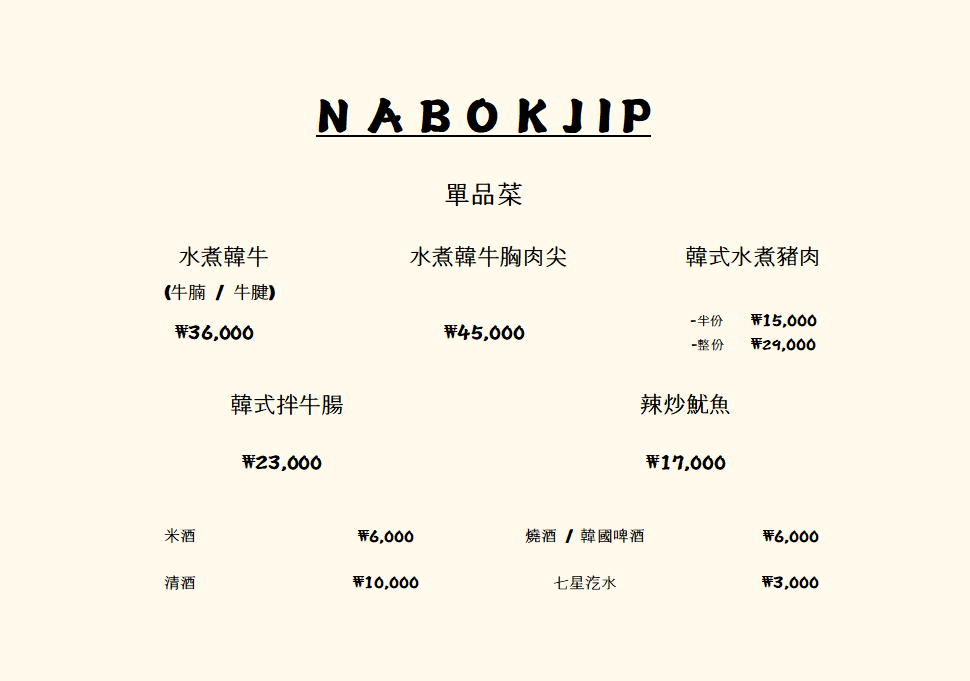 NABOKJIP
單品菜
水煮韓牛 水煮韓牛胸肉尖 韓式水煮豬肉
(牛腩 / 牛腱)
₩36,000 ₩45,000 -半份 ₩15,000
-整份 ₩29,000
韓式拌牛腸 辣炒魷魚
₩23,000 ₩17,000
米酒 ₩6,000 燒酒 / 韓國啤酒 ₩6,000
清酒 ₩10,000 七星汽水 ₩3,000